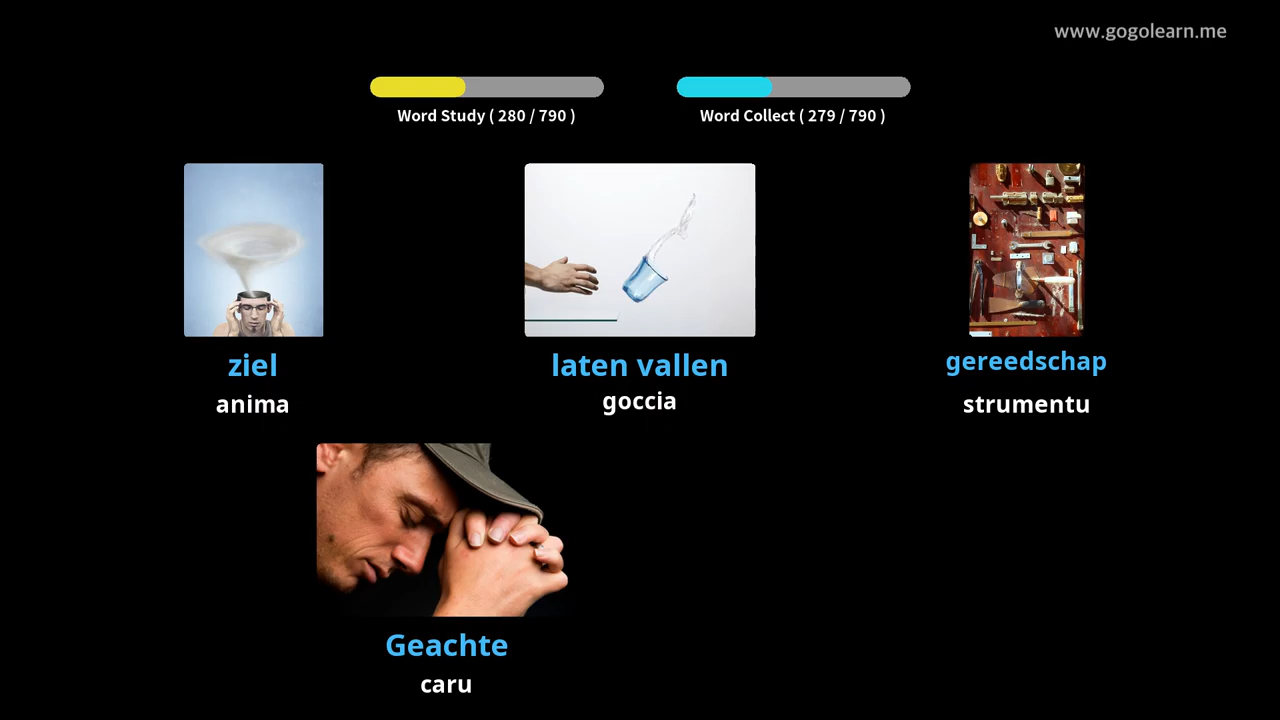 www.gogolearn.me
Word Study ( 280 / 790 )
Word Collect ( 279 / 790 )
ziel
anima
laten vallen
goccia
gereedschap
strumentu
Geachte
caru